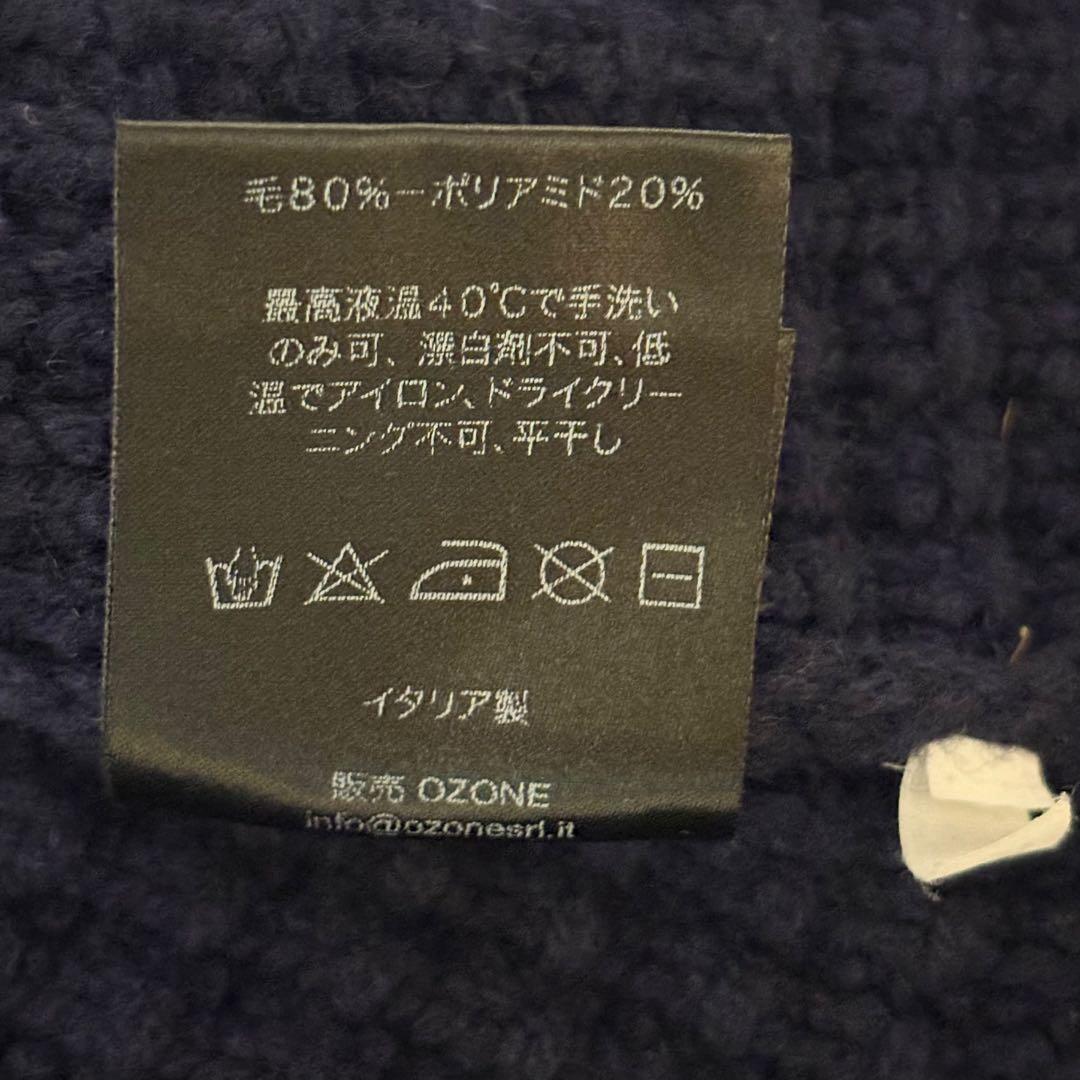 毛80%ーポリアミド20%
最高液温40℃で手洗い
のみ可、漂白剤不可、低
温でアイロン、ドライクリー
ニング不可、平干し
イタリア製
販売 OZONE
info@ozonesrl.it